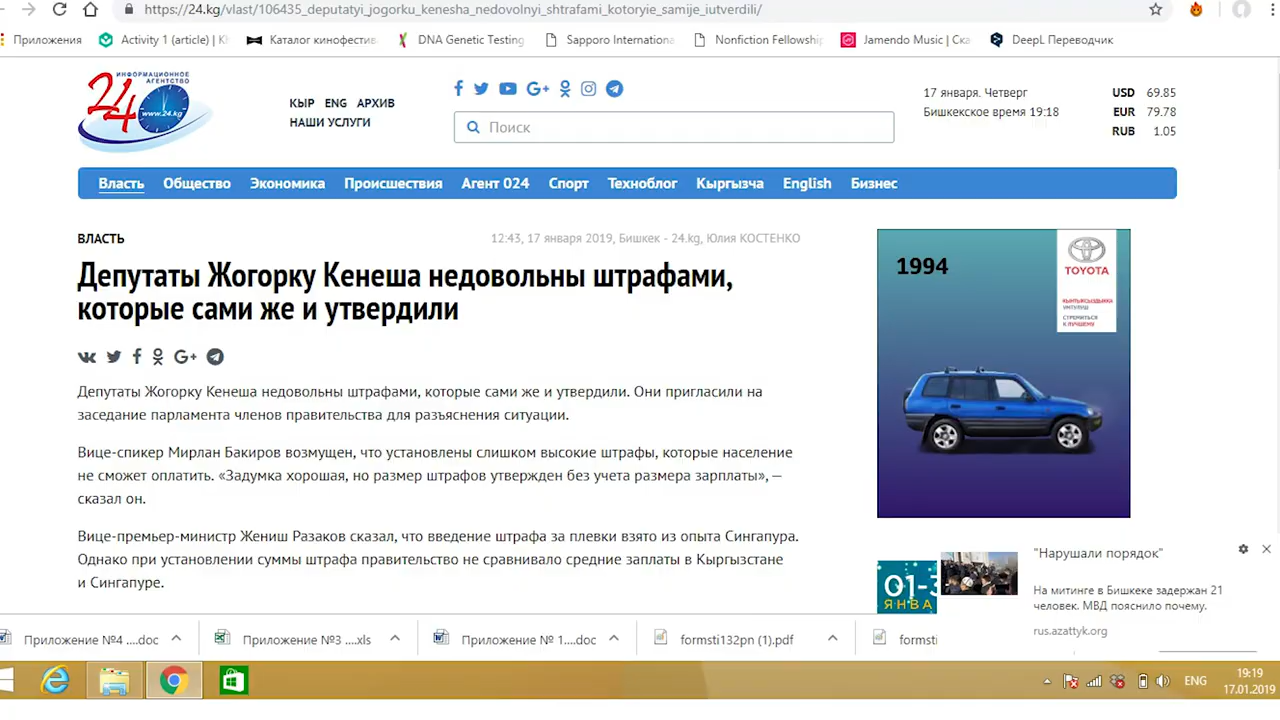 https://24.kg/vlast/106435_deputatyi_jogorku_kenesha_nedovolnyi_shtrafami_kotoryie_samije_iutverdili/
Приложения Activity 1 (article) | Каталог кинофестив DNA Genetic Testing Sapporo Internationa Nonfiction Fellowship Jamendo Music | Ска DeepL Переводчик
ИНФОРМАЦИОННОЕ
АГЕНТСТВО
24
www.24.kg
КЫР ENG АРХИВ
НАШИ УСЛУГИ
Поиск
17 января. Четверг
Бишкекское время 19:18
USD 69.85
EUR 79.78
RUB 1.05
Власть Общество Экономика Происшествия Агент 024 Спорт Техноблог Кыргызча English Бизнес
ВЛАСТЬ
12:43, 17 января 2019, Бишкек - 24.kg, Юлия КОСТЕНКО
Депутаты Жогорку Кенеша недовольны штрафами,
которые сами же и утвердили
Депутаты Жогорку Кенеша недовольны штрафами, которые сами же и утвердили. Они пригласили на
заседание парламента членов правительства для разъяснения ситуации.
Вице-спикер Мирлан Бакиров возмущен, что установлены слишком высокие штрафы, которые население
не сможет оплатить. «Задумка хорошая, но размер штрафов утвержден без учета размера зарплаты», —
сказал он.
Вице-премьер-министр Жениш Разаков сказал, что введение штрафа за плевки взято из опыта Сингапура.
Однако при установлении суммы штрафа правительство не сравнивало средние заплаты в Кыргызстане
и Сингапуре.
1994
TOYOTA
СТРЕМИТЬСЯ
К ЛУЧШЕМУ
01-3
ЯНВА
"Нарушали порядок"
На митинге в Бишкеке задержан 21
человек. МВД пояснило почему.
rus.azattyk.org
Приложение №4 ....doc Приложение №3 ....xls Приложение № 1....doc formsti132pn (1).pdf formsti
ENG
19:19
17.01.2019